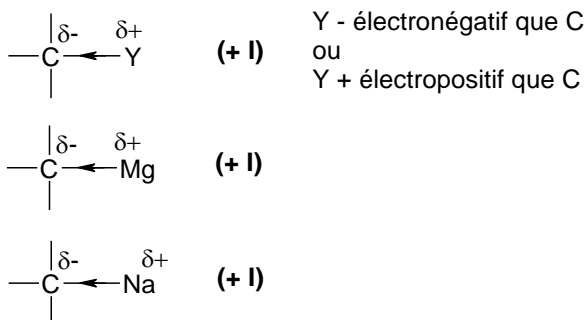 δ- δ+
C Y (+ I)
Y - électronégatif que C
ou
Y + électropositif que C
δ- δ+
C Mg (+ I)
δ- δ+
C Na (+ I)